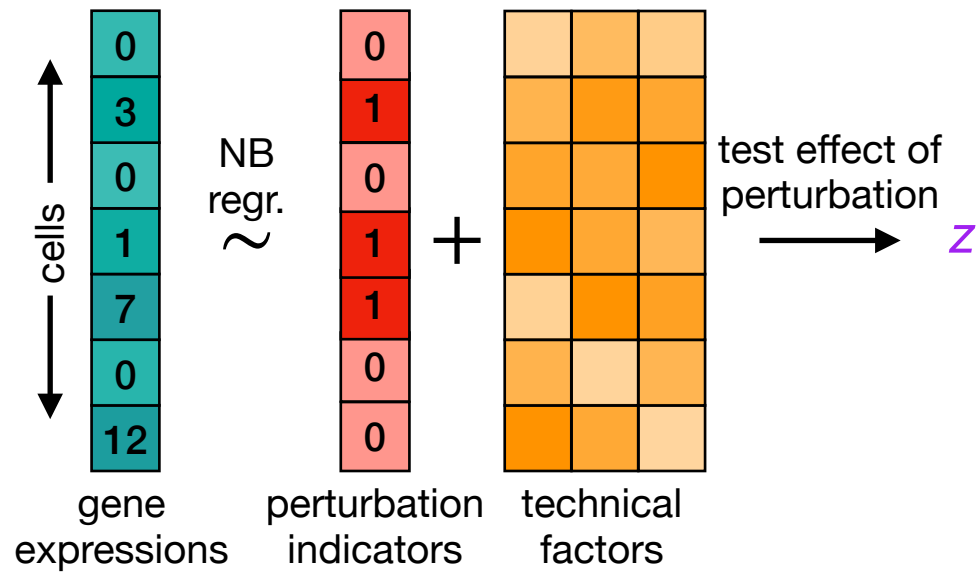 cells
0
3
0
1
7
0
12
gene
expressions
NB
regr.
~
0
1
0
1
1
0
0
perturbation
indicators
+
technical
factors
test effect of
perturbation
z